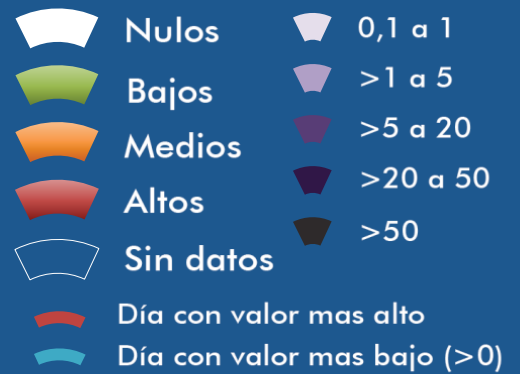 Nulos
Bajos
Medios
Altos
Sin datos
0,1 a 1
>1 a 5
>5 a 20
>20 a 50
>50
Día con valor mas alto
Día con valor mas bajo (>0)